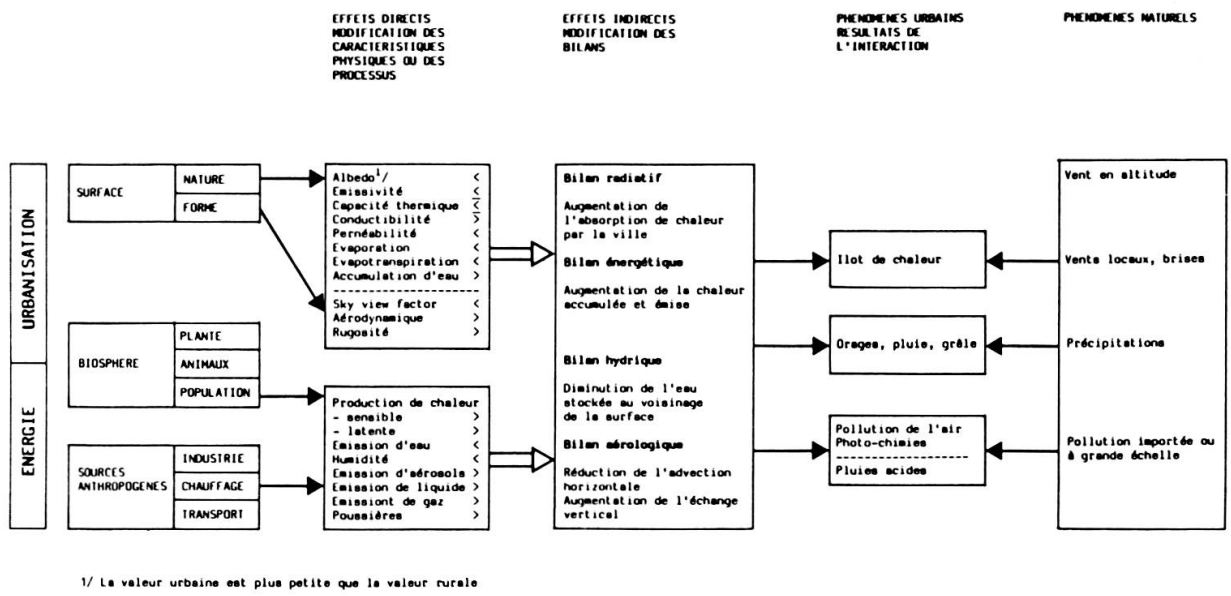 EFFETS DIRECTS
MODIFICATION DES
CARACTERISTIQUES
PHYSIQUES OU DES
PROCESSUS
EFFETS INDIRECTS
MODIFICATION DES
BILANS
PHENOMENES URBAINS
RESULTATS DE
L'INTERACTION
PHENOMENES NATURELS
URBANISATION
ENERGIE
SURFACE
NATURE
FORME
BIOSPHERE
PLANTE
ANIMAUX
POPULATION
SOURCES
ANTHROPOGENES
INDUSTRIE
CHAUFFAGE
TRANSPORT
Albedo1/ <
Emissivité <
Capacité thermique <
Conductibilité >
Pernéabilité <
Evaporation <
Evapotranspiration <
Accumulation d'eau >
Sky view factor <
Aérodynamique >
Rugosité >
Production de chaleur
- sensible >
- latente >
Emission d'eau <
Humidité <
Emission d'aérosols >
Emission de liquide >
Emissiont de gaz >
Poussières >
Bilan radiatif
Augmentation de
l'absorption de chaleur
par la ville
Bilan énergétique
Augmentation de la chaleur
accumulée et émise
Bilan hydrique
Diminution de l'eau
stockée au voisinage
de la surface
Bilan aérologique
Réduction de l'advection
horizontale
Augmentation de l'échange
vertical
Ilot de chaleur
Orages, pluie, grêle
Pollution de l'air
Photo-chimies
Pluies acides
Vent en altitude
Vents locaux, brises
Précipitations
Pollution importée ou
à grande échelle
1/ La valeur urbaine est plus petite que la valeur rurale